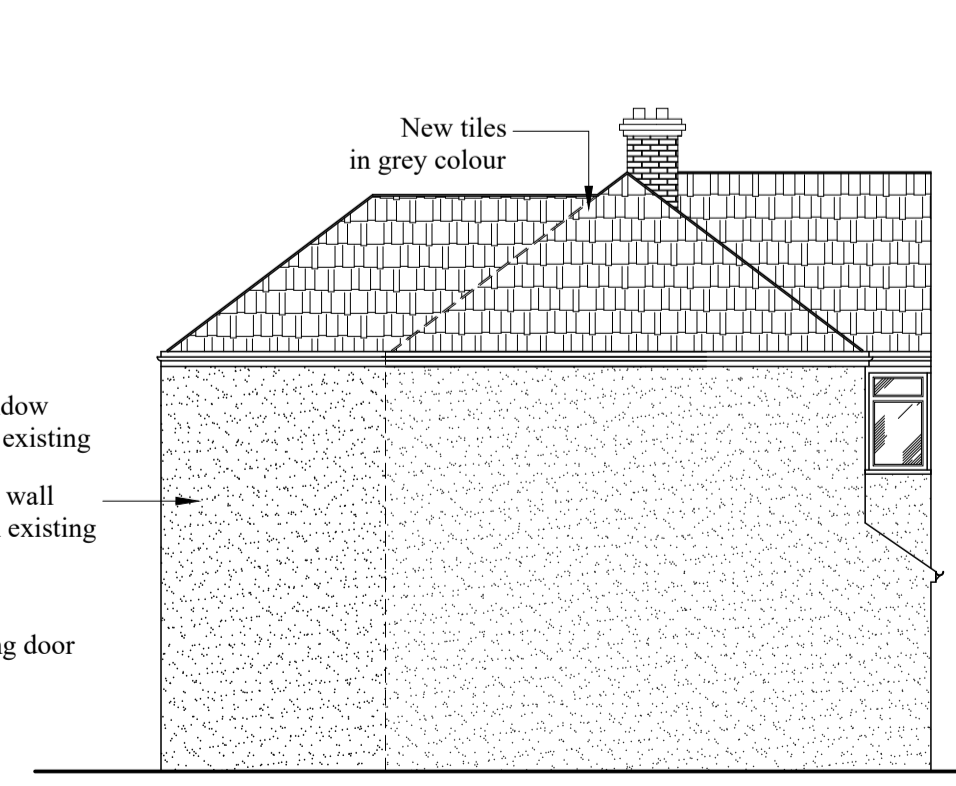 New tiles
in grey colour
dow
existing
wall
existing
g door